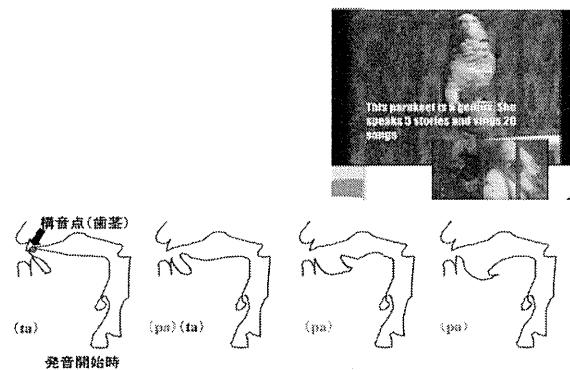 This parakeet is a genius. She
speaks 3 stories and sings 20
songs
構音点(歯茎)
(ta)
(pa)(ta)
(pa)
(pa)
発音開始時